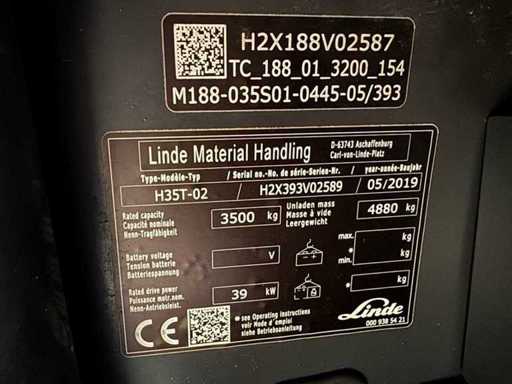 H2X188V02587
TC_188_01_3200_154
M188-035S01-0445-05/393
Linde Material Handling
D-63743 Aschaffenburg
Carl-von-Linde-Platz
Type-Modèle-Typ / Serial no.-No. de série-Serien-Nr. / year-année-Baujahr
H35T-02 H2X393V02589 05/2019
Rated capacity
Capacité nominale
Nenn-Tragfähigkeit
3500 kg
Unladen mass
Masse à vide
Leergewicht
4880 kg
Battery voltage
Tension batterie
Batteriespannung
V
max. kg
*
min. kg
Rated drive power
Puissance motr.nom.
Nenn-Antriebsleist.
39 kW
* kg
CE
* see Operating instructions
voir Mode d'emploi
siehe Betriebsanleitung
Linde
000 938 54 21